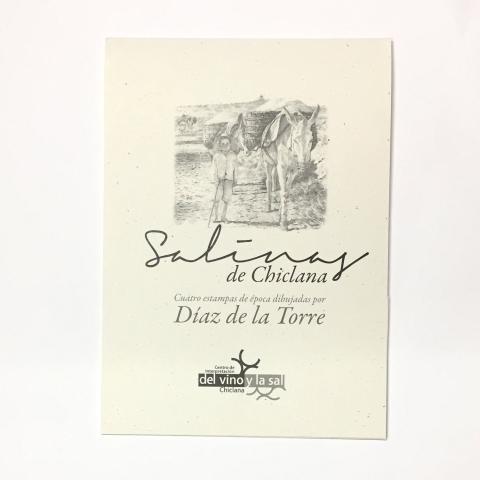 Salinas
de Chiclana
Cuatro estampas de época dibujadas por
Díaz de la Torre
Centro de
interpretación
del vino y la sal
Chiclana